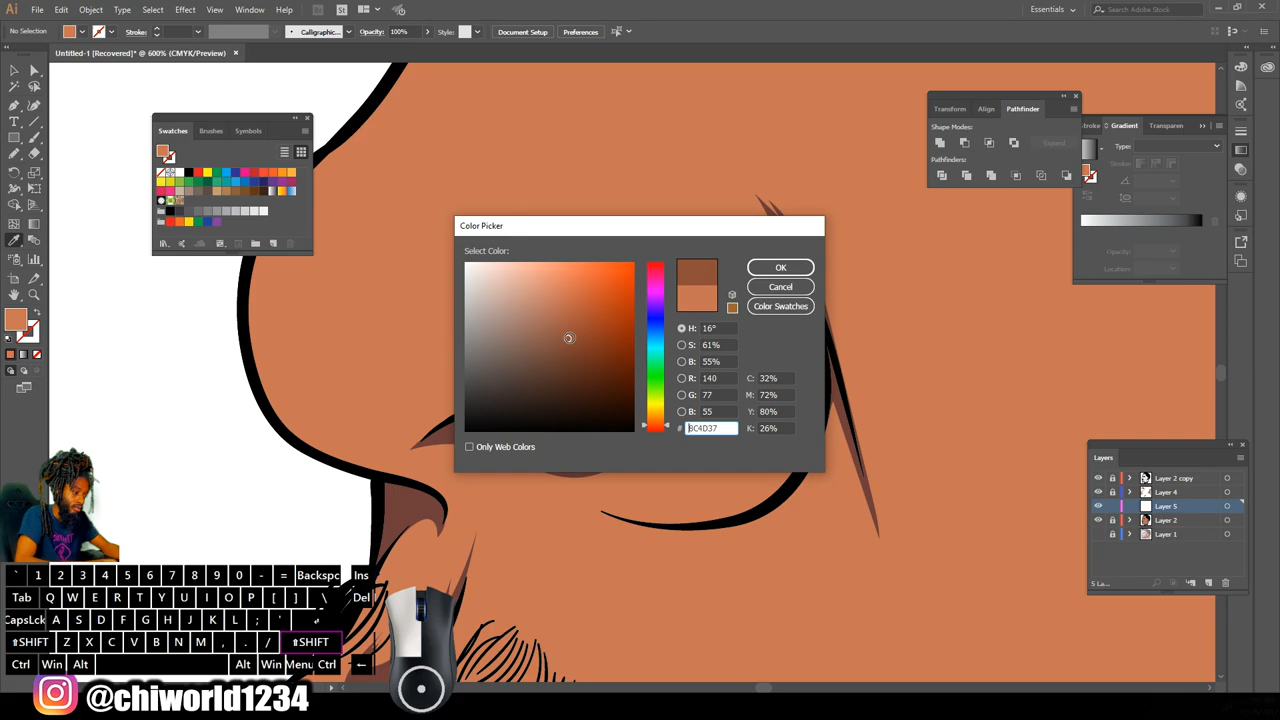 Ai File Edit Object Type Select Effect View Window Help Br St Essentials Search Adobe Stock
No Selection Stroke: Calligraphic... Opacity: 100% Style: Document Setup Preferences
Untitled-1 [Recovered]* @ 600% (CMYK/Preview) ×
Swatches Brushes Symbols
Transform Align Pathfinder
Shape Modes:
Expand
Pathfinders:
troke Gradient Transparen
Type:
Opacity:
Location:
Color Picker
Select Color:
OK
Cancel
Color Swatches
H: 16°
S: 61%
B: 55%
R: 140 C: 32%
G: 77 M: 72%
B: 55 Y: 80%
# 8C4D37 K: 26%
Only Web Colors
Layers
Layer 2 copy
Layer 4
Layer 5
Layer 2
Layer 1
5 La...
` 1 2 3 4 5 6 7 8 9 0 - = Backspc Ins
Tab Q W E R T Y U I O P [ ] \ Del
CapsLck A S D F G H J K L ; ' ↵
⇧SHIFT Z X C V B N M , . / ⇧SHIFT
Ctrl Win Alt Alt Win Menu Ctrl ←
@chiworld1234